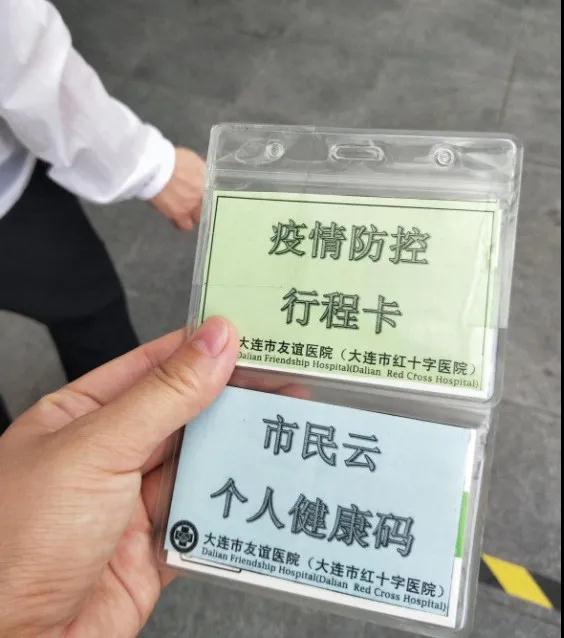 疫情防控
行程卡
大连市友谊医院（大连市红十字医院）
Dalian Friendship Hospital(Dalian Red Cross Hospital)
市民云
个人健康码
大连市友谊医院（大连市红十字医院）
Dalian Friendship Hospital(Dalian Red Cross Hospital)